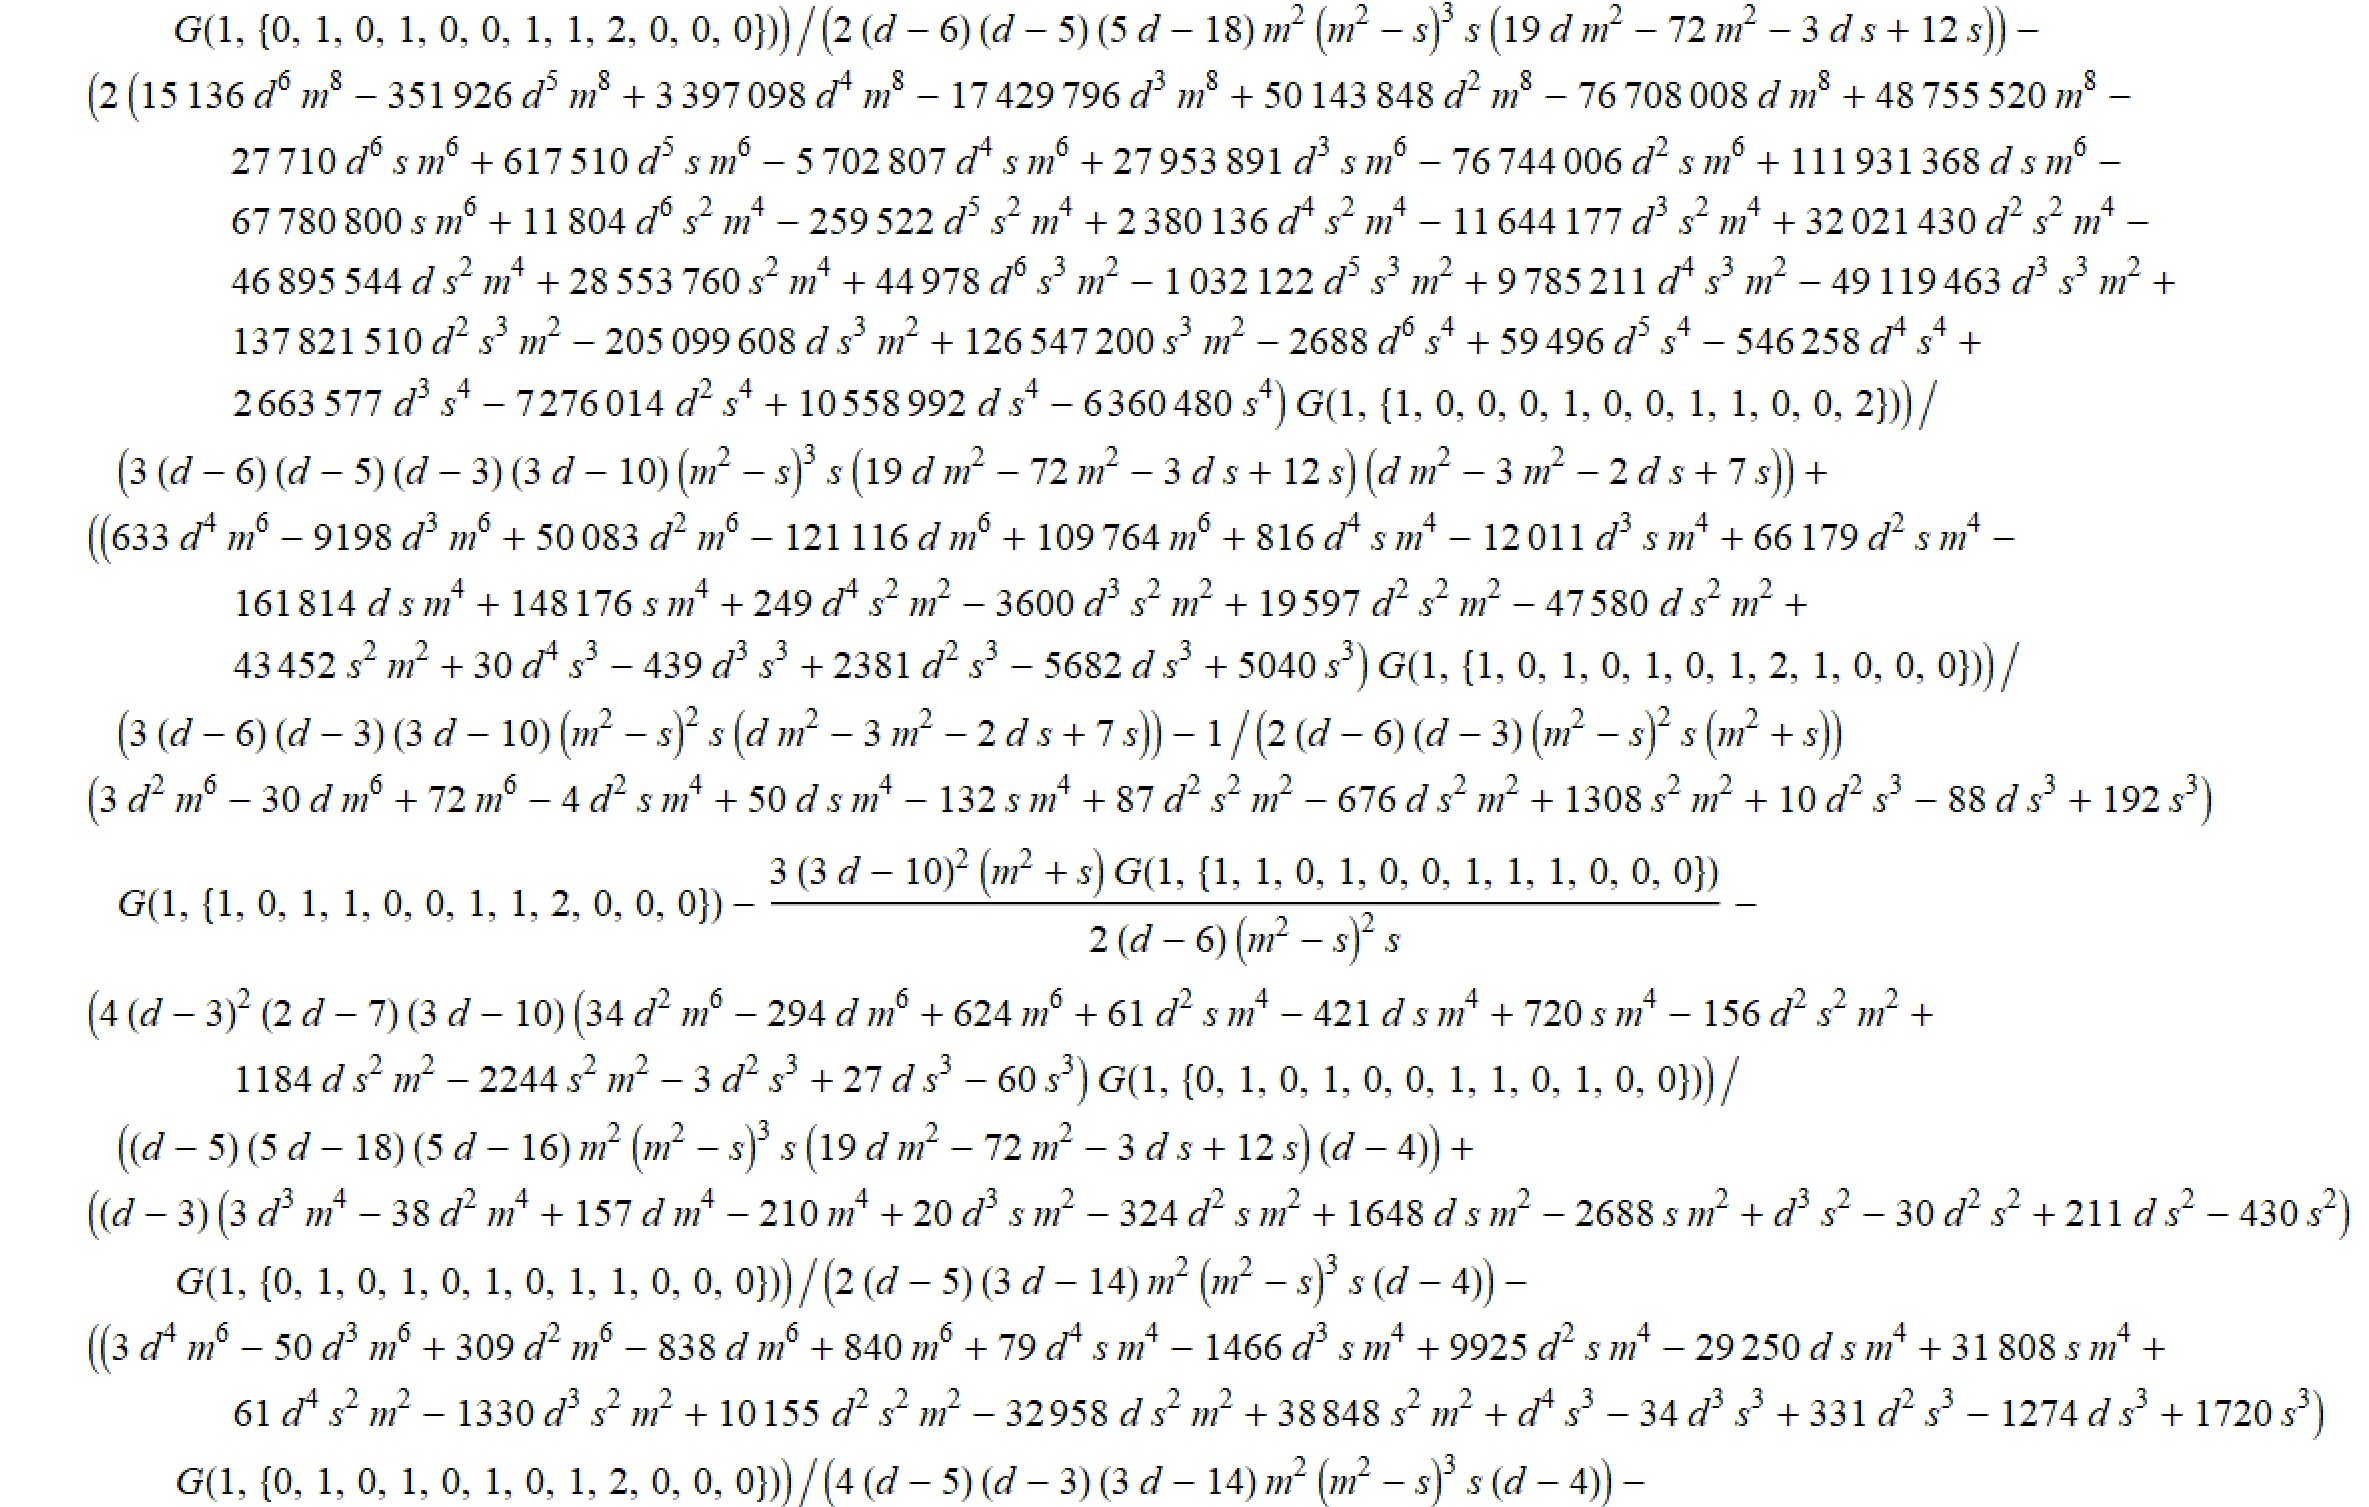 G(1, {0, 1, 0, 1, 0, 0, 1, 1, 2, 0, 0, 0}))/(2 (d − 6) (d − 5) (5 d − 18) m² (m² − s)³ s (19 d m² − 72 m² − 3 d s + 12 s)) −
(2 (15 136 d⁶ m⁸ − 351 926 d⁵ m⁸ + 3 397 098 d⁴ m⁸ − 17 429 796 d³ m⁸ + 50 143 848 d² m⁸ − 76 708 008 d m⁸ + 48 755 520 m⁸ −
27 710 d⁶ s m⁶ + 617 510 d⁵ s m⁶ − 5 702 807 d⁴ s m⁶ + 27 953 891 d³ s m⁶ − 76 744 006 d² s m⁶ + 111 931 368 d s m⁶ −
67 780 800 s m⁶ + 11 804 d⁶ s² m⁴ − 259 522 d⁵ s² m⁴ + 2 380 136 d⁴ s² m⁴ − 11 644 177 d³ s² m⁴ + 32 021 430 d² s² m⁴ −
46 895 544 d s² m⁴ + 28 553 760 s² m⁴ + 44 978 d⁶ s³ m² − 1 032 122 d⁵ s³ m² + 9 785 211 d⁴ s³ m² − 49 119 463 d³ s³ m² +
137 821 510 d² s³ m² − 205 099 608 d s³ m² + 126 547 200 s³ m² − 2688 d⁶ s⁴ + 59 496 d⁵ s⁴ − 546 258 d⁴ s⁴ +
2 663 577 d³ s⁴ − 7 276 014 d² s⁴ + 10 558 992 d s⁴ − 6 360 480 s⁴) G(1, {1, 0, 0, 0, 1, 0, 0, 1, 1, 0, 0, 2}))/
(3 (d − 6) (d − 5) (d − 3) (3 d − 10) (m² − s)³ s (19 d m² − 72 m² − 3 d s + 12 s) (d m² − 3 m² − 2 d s + 7 s)) +
((633 d⁴ m⁶ − 9198 d³ m⁶ + 50 083 d² m⁶ − 121 116 d m⁶ + 109 764 m⁶ + 816 d⁴ s m⁴ − 12 011 d³ s m⁴ + 66 179 d² s m⁴ −
161 814 d s m⁴ + 148 176 s m⁴ + 249 d⁴ s² m² − 3600 d³ s² m² + 19 597 d² s² m² − 47 580 d s² m² +
43 452 s² m² + 30 d⁴ s³ − 439 d³ s³ + 2381 d² s³ − 5682 d s³ + 5040 s³) G(1, {1, 0, 1, 0, 1, 0, 1, 2, 1, 0, 0, 0}))/
(3 (d − 6) (d − 3) (3 d − 10) (m² − s)² s (d m² − 3 m² − 2 d s + 7 s)) − 1/(2 (d − 6) (d − 3) (m² − s)² s (m² + s))
(3 d² m⁶ − 30 d m⁶ + 72 m⁶ − 4 d² s m⁴ + 50 d s m⁴ − 132 s m⁴ + 87 d² s² m² − 676 d s² m² + 1308 s² m² + 10 d² s³ − 88 d s³ + 192 s³)
3 (3 d − 10)² (m² + s) G(1, {1, 1, 0, 1, 0, 0, 1, 1, 1, 0, 0, 0})
G(1, {1, 0, 1, 1, 0, 0, 1, 1, 2, 0, 0, 0}) − −
2 (d − 6) (m² − s)² s
(4 (d − 3)² (2 d − 7) (3 d − 10) (34 d² m⁶ − 294 d m⁶ + 624 m⁶ + 61 d² s m⁴ − 421 d s m⁴ + 720 s m⁴ − 156 d² s² m² +
1184 d s² m² − 2244 s² m² − 3 d² s³ + 27 d s³ − 60 s³) G(1, {0, 1, 0, 1, 0, 0, 1, 1, 0, 1, 0, 0}))/
((d − 5) (5 d − 18) (5 d − 16) m² (m² − s)³ s (19 d m² − 72 m² − 3 d s + 12 s) (d − 4)) +
((d − 3) (3 d³ m⁴ − 38 d² m⁴ + 157 d m⁴ − 210 m⁴ + 20 d³ s m² − 324 d² s m² + 1648 d s m² − 2688 s m² + d³ s² − 30 d² s² + 211 d s² − 430 s²)
G(1, {0, 1, 0, 1, 0, 1, 0, 1, 1, 0, 0, 0}))/(2 (d − 5) (3 d − 14) m² (m² − s)³ s (d − 4)) −
((3 d⁴ m⁶ − 50 d³ m⁶ + 309 d² m⁶ − 838 d m⁶ + 840 m⁶ + 79 d⁴ s m⁴ − 1466 d³ s m⁴ + 9925 d² s m⁴ − 29 250 d s m⁴ + 31 808 s m⁴ +
61 d⁴ s² m² − 1330 d³ s² m² + 10 155 d² s² m² − 32 958 d s² m² + 38 848 s² m² + d⁴ s³ − 34 d³ s³ + 331 d² s³ − 1274 d s³ + 1720 s³)
G(1, {0, 1, 0, 1, 0, 1, 0, 1, 2, 0, 0, 0}))/(4 (d − 5) (d − 3) (3 d − 14) m² (m² − s)³ s (d − 4)) −